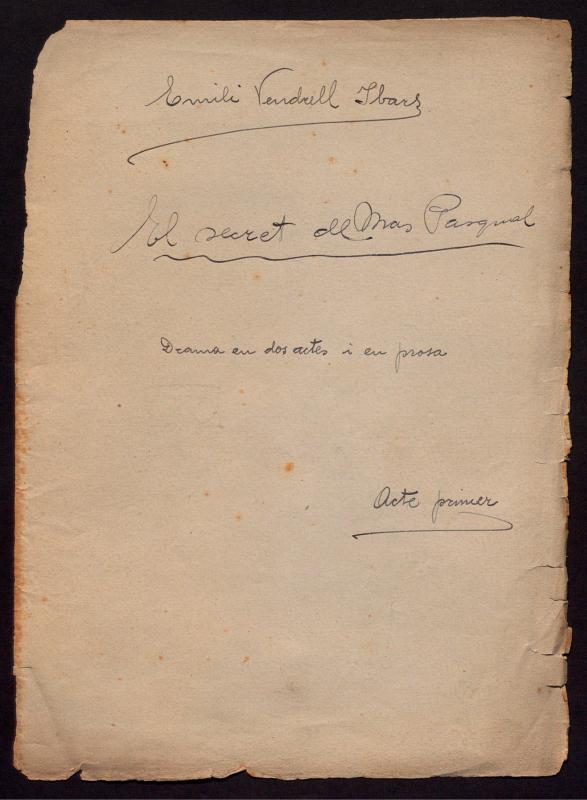 Emili Vendrell Ibars
El secret del Mas Pasqual
Drama en dos actes i en prosa
Acte primer